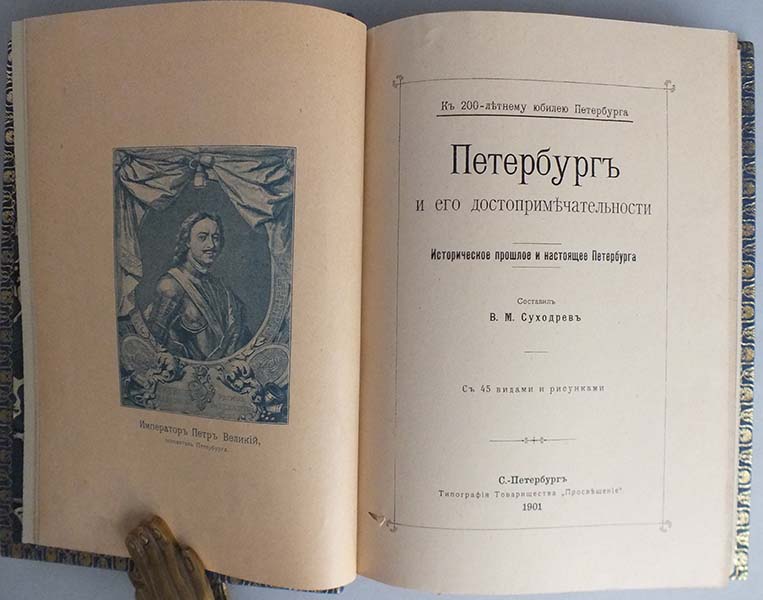 Императоръ Петръ Великій,
основатель Петербурга.
Къ 200-лѣтнему юбилею Петербурга
Петербургъ
и его достопримѣчательности
Историческое прошлое и настоящее Петербурга
Составилъ
В. М. Суходревъ
Съ 45 видами и рисунками
С.-Петербургъ
Типографія Товарищества „Просвѣщеніе“
1901